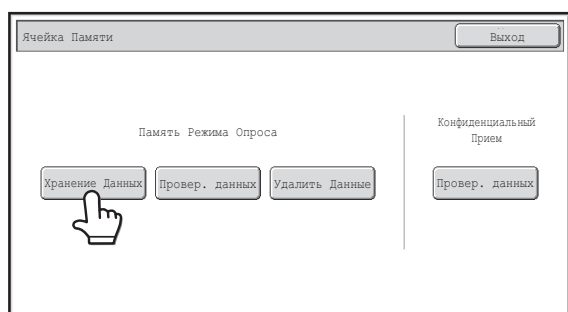 Ячейка Памяти
Выход
Память Режима Опроса
Конфиденциальный
Прием
Хранение Данных
Провер. данных
Удалить Данные
Провер. данных